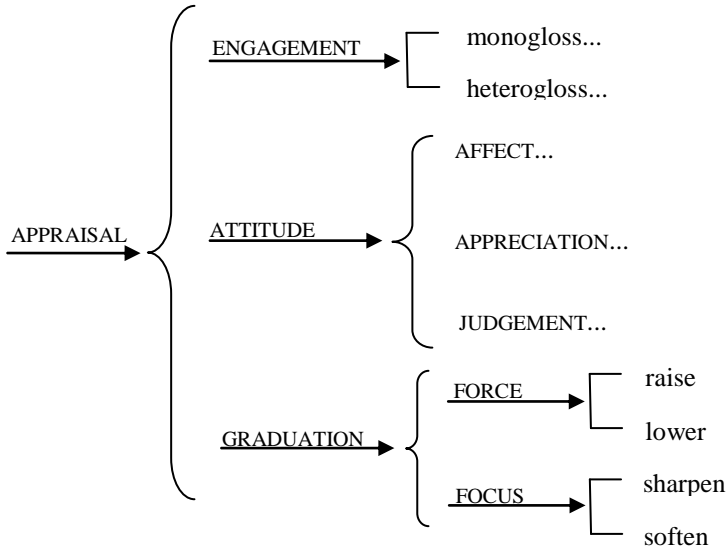 ENGAGEMENT
monogloss...
heterogloss...
AFFECT...
APPRAISAL
ATTITUDE
APPRECIATION...
JUDGEMENT...
GRADUATION
FORCE
raise
lower
FOCUS
sharpen
soften